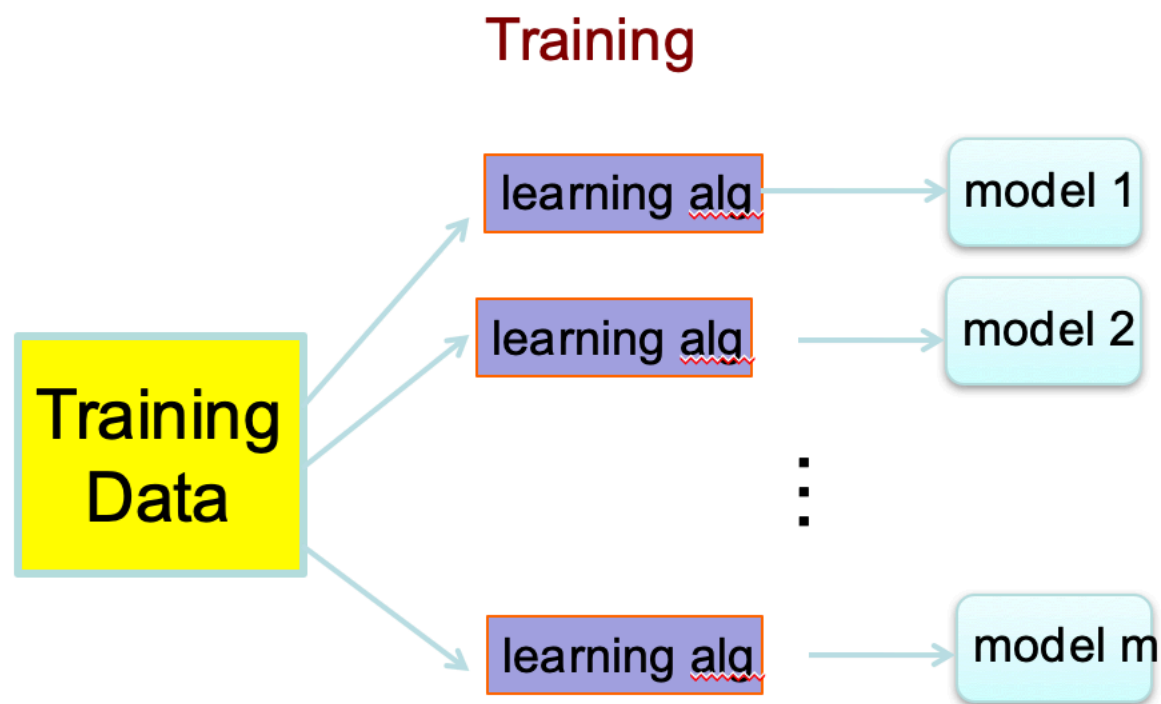 Training
learning alg
model 1
learning alg
model 2
Training
Data
⋮
learning alg
model m